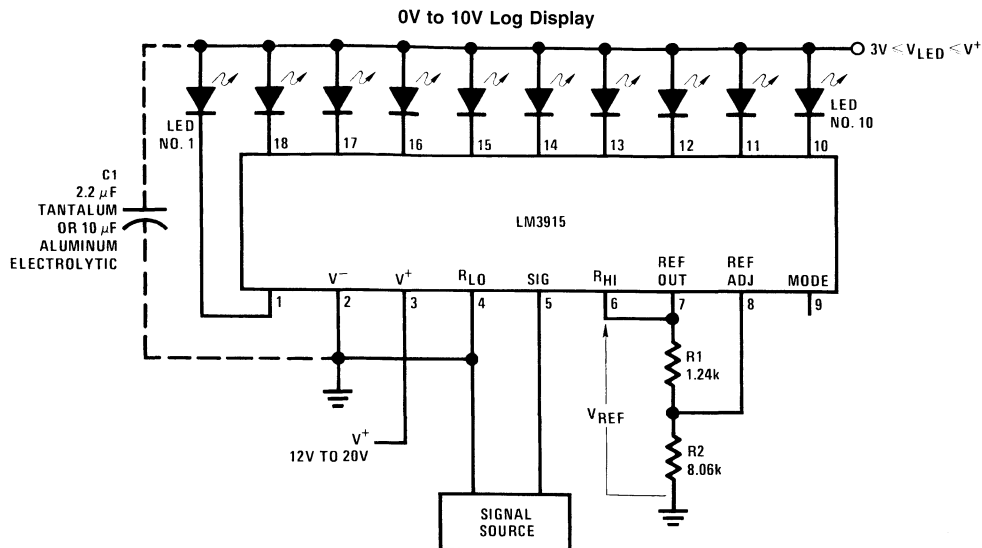 0V to 10V Log Display
3V ≤ VLED ≤ V+
LED
NO. 1
LED
NO. 10
18
17
16
15
14
13
12
11
10
C1
2.2 μF
TANTALUM
OR 10 μF
ALUMINUM
ELECTROLYTIC
LM3915
V−
V+
RLO
SIG
RHI
REF
OUT
REF
ADJ
MODE
1
2
3
4
5
6
7
8
9
R1
1.24k
VREF
V+
12V TO 20V
R2
8.06k
SIGNAL
SOURCE